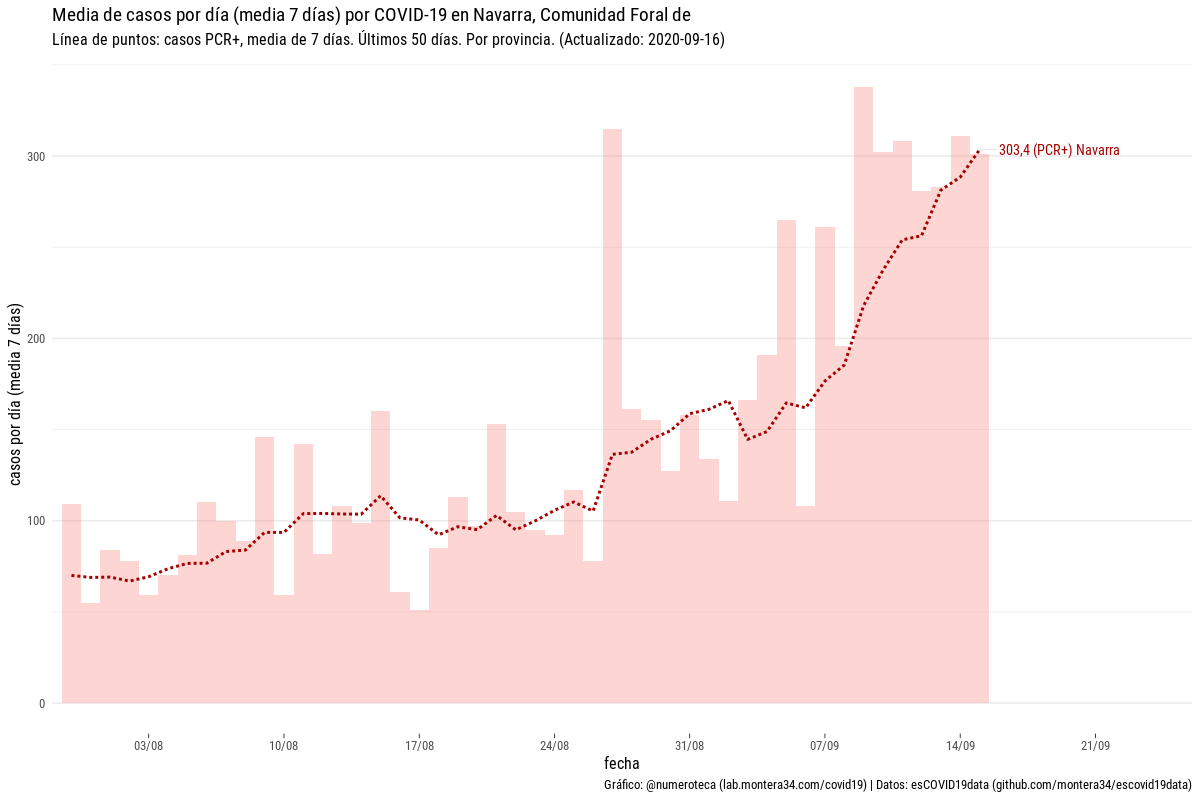 Media de casos por día (media 7 días) por COVID-19 en Navarra, Comunidad Foral de
Línea de puntos: casos PCR+, media de 7 días. Últimos 50 días. Por provincia. (Actualizado: 2020-09-16)
casos por día (media 7 días)
300
200
100
0
303,4 (PCR+) Navarra
03/08
10/08
17/08
24/08
31/08
07/09
14/09
21/09
fecha
Gráfico: @numeroteca (lab.montera34.com/covid19) | Datos: esCOVID19data (github.com/montera34/escovid19data)